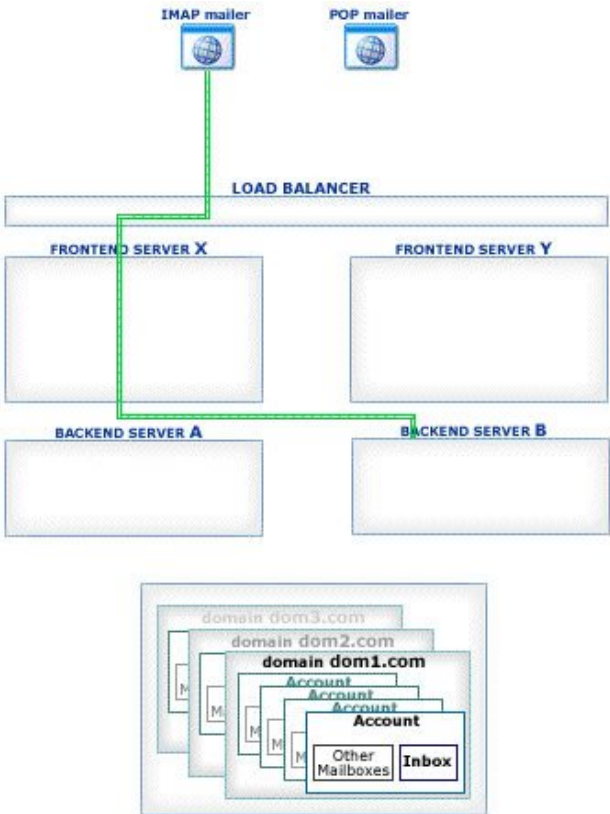 IMAP mailer
POP mailer
LOAD BALANCER
FRONTEND SERVER X
FRONTEND SERVER Y
BACKEND SERVER A
BACKEND SERVER B
domain dom3.com
domain dom2.com
domain dom1.com
Account
Account
Account
Account
M
M
M
M
M
Other
Mailboxes
Inbox